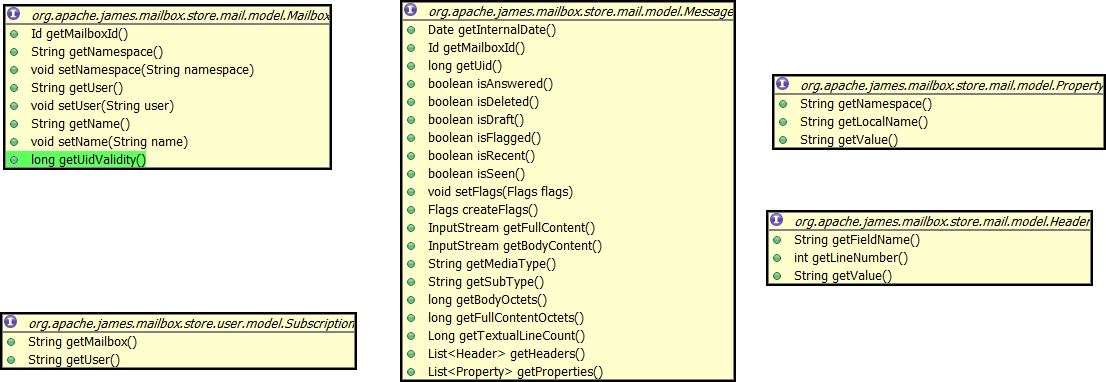 org.apache.james.mailbox.store.mail.model.Mailbox
Id getMailboxId()
String getNamespace()
void setNamespace(String namespace)
String getUser()
void setUser(String user)
String getName()
void setName(String name)
long getUidValidity()
org.apache.james.mailbox.store.user.model.Subscription
String getMailbox()
String getUser()
org.apache.james.mailbox.store.mail.model.Message
Date getInternalDate()
Id getMailboxId()
long getUid()
boolean isAnswered()
boolean isDeleted()
boolean isDraft()
boolean isFlagged()
boolean isRecent()
boolean isSeen()
void setFlags(Flags flags)
Flags createFlags()
InputStream getFullContent()
InputStream getBodyContent()
String getMediaType()
String getSubType()
long getBodyOctets()
long getFullContentOctets()
Long getTextualLineCount()
List<Header> getHeaders()
List<Property> getProperties()
org.apache.james.mailbox.store.mail.model.Property
String getNamespace()
String getLocalName()
String getValue()
org.apache.james.mailbox.store.mail.model.Header
String getFieldName()
int getLineNumber()
String getValue()